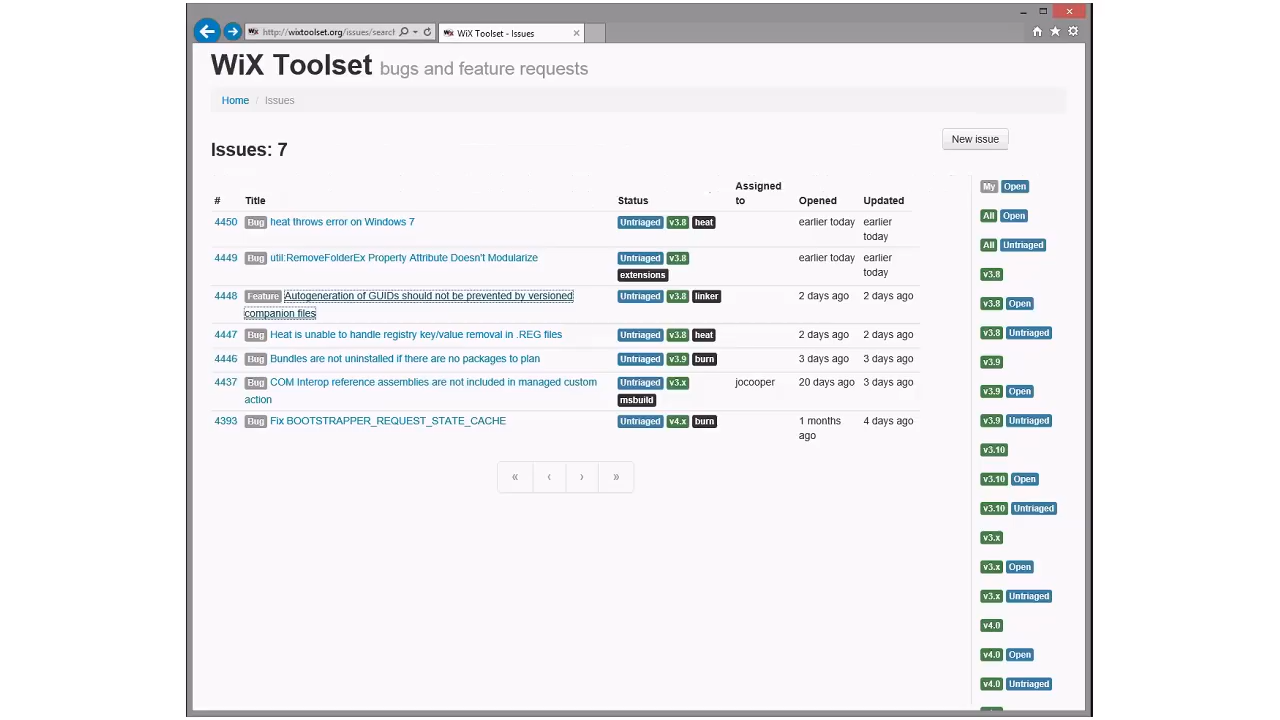 http://wixtoolset.org/issues/search
WiX Toolset - Issues
WiX Toolset bugs and feature requests
Home / Issues
New issue
Issues: 7
# Title Status Assigned to Opened Updated
4450 Bug heat throws error on Windows 7 Untriaged v3.8 heat earlier today earlier today
4449 Bug util:RemoveFolderEx Property Attribute Doesn't Modularize Untriaged v3.8 extensions earlier today earlier today
4448 Feature Autogeneration of GUIDs should not be prevented by versioned companion files Untriaged v3.8 linker 2 days ago 2 days ago
4447 Bug Heat is unable to handle registry key/value removal in .REG files Untriaged v3.8 heat 2 days ago 2 days ago
4446 Bug Bundles are not uninstalled if there are no packages to plan Untriaged v3.9 burn 3 days ago 3 days ago
4437 Bug COM Interop reference assemblies are not included in managed custom action Untriaged v3.x msbuild jocooper 20 days ago 3 days ago
4393 Bug Fix BOOTSTRAPPER_REQUEST_STATE_CACHE Untriaged v4.x burn 1 months ago 4 days ago
« ‹ › »
My Open
All Open
All Untriaged
v3.8
v3.8 Open
v3.8 Untriaged
v3.9
v3.9 Open
v3.9 Untriaged
v3.10
v3.10 Open
v3.10 Untriaged
v3.x
v3.x Open
v3.x Untriaged
v4.0
v4.0 Open
v4.0 Untriaged